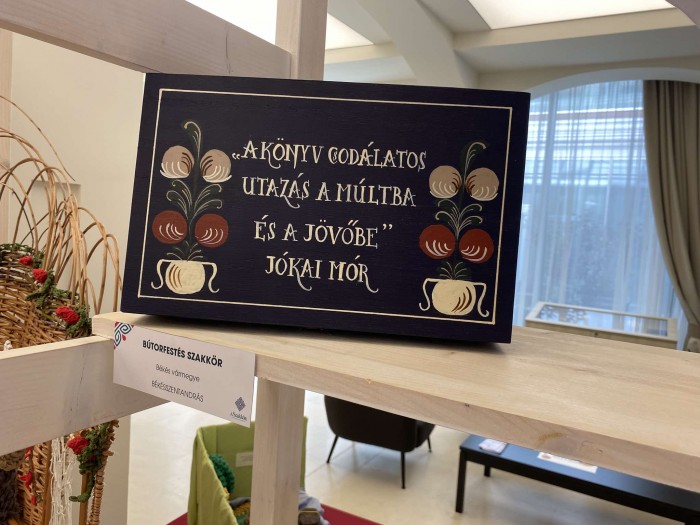 „A KÖNYV CODÁLATOS
UTAZÁS A MÚLTBA
ÉS A JÖVŐBE”
JÓKAI MÓR
BÚTORFESTÉS SZAKKÖR
Békés vármegye
BÉKÉSSZENTANDRÁS